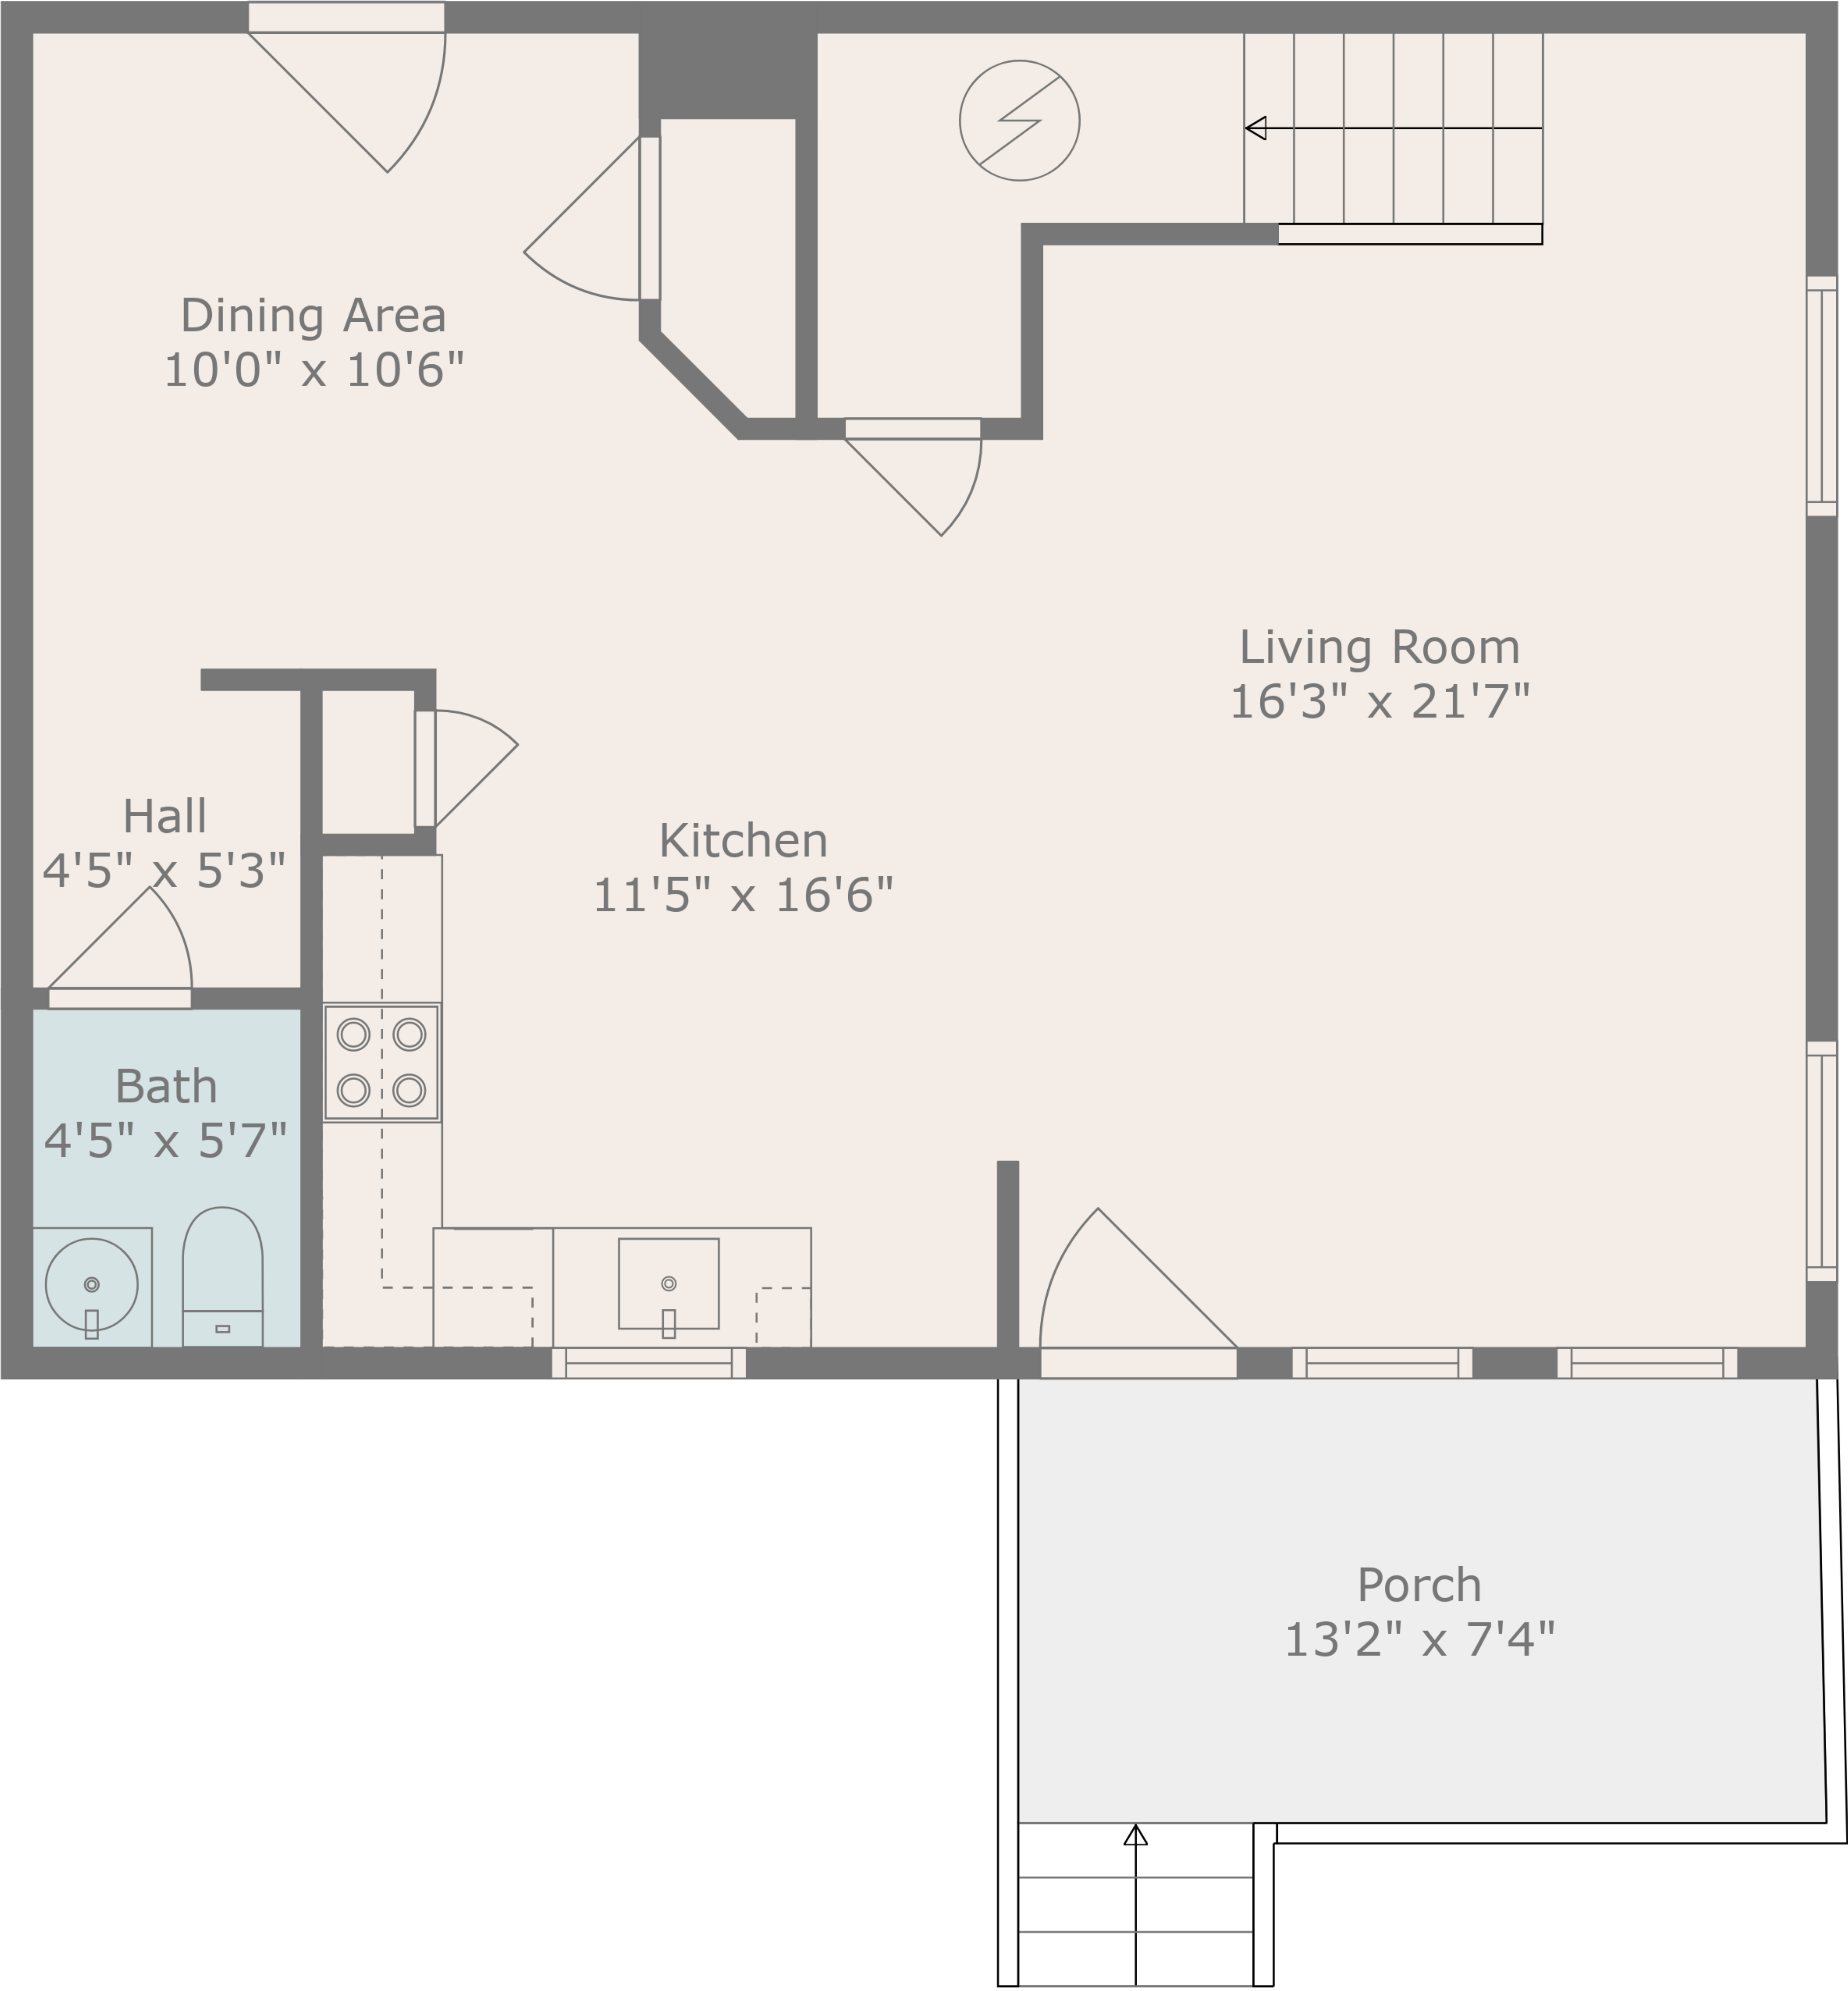 Dining Area
10'0" x 10'6"
Living Room
16'3" x 21'7"
Hall
4'5" x 5'3"
Kitchen
11'5" x 16'6"
Bath
4'5" x 5'7"
Porch
13'2" x 7'4"